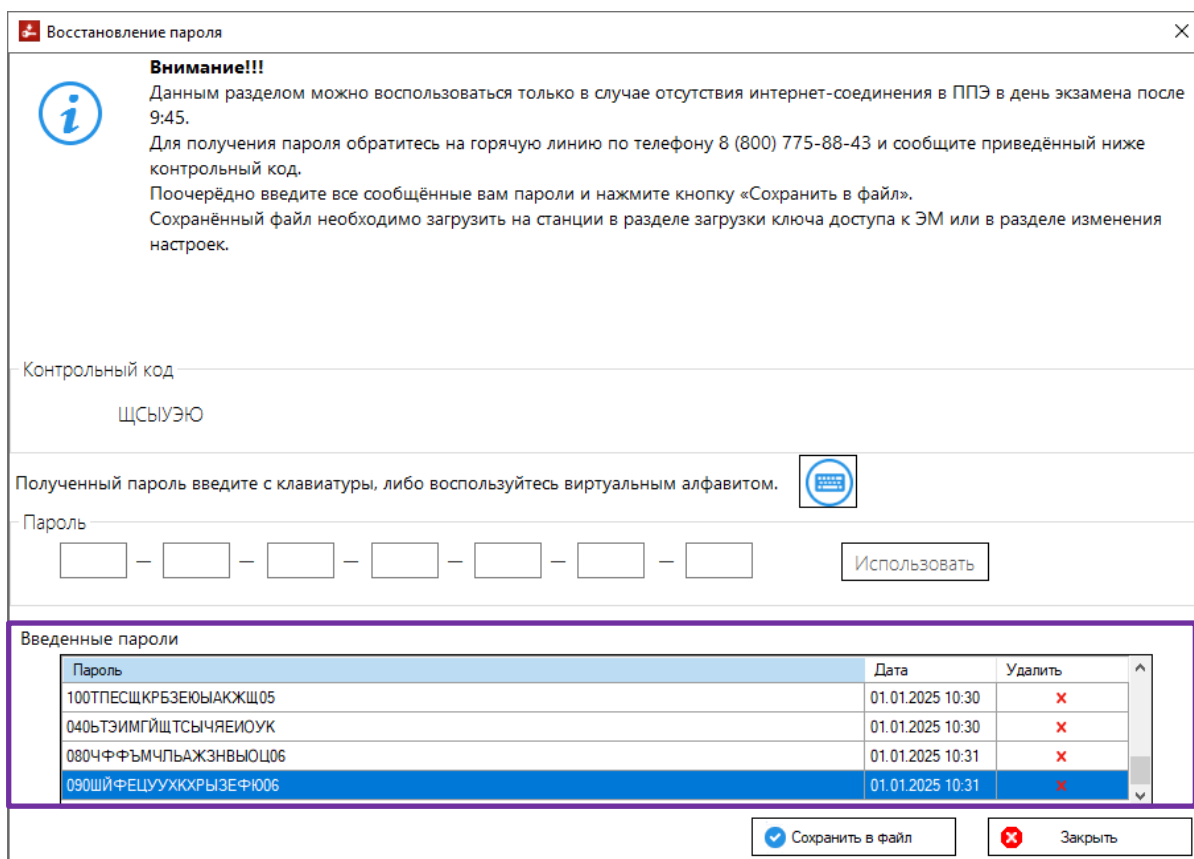 Восстановление пароля
Внимание!!!
Данным разделом можно воспользоваться только в случае отсутствия интернет-соединения в ППЭ в день экзамена после
9:45.
Для получения пароля обратитесь на горячую линию по телефону 8 (800) 775-88-43 и сообщите приведённый ниже
контрольный код.
Поочерёдно введите все сообщённые вам пароли и нажмите кнопку «Сохранить в файл».
Сохранённый файл необходимо загрузить на станции в разделе загрузки ключа доступа к ЭМ или в разделе изменения
настроек.
Контрольный код
ЩСЫУЭЮ
Полученный пароль введите с клавиатуры, либо воспользуйтесь виртуальным алфавитом.
Пароль
— — — — — —
Использовать
Введенные пароли
Пароль Дата Удалить
100ТПЕСЩКРБЗЕЮЫАКЖЩ05 01.01.2025 10:30
040ЬТЭИМГЙЩТСЫЧЯЕИОУК 01.01.2025 10:30
080ЧФФЪМЧПЬАЖЗНВЫОЦ06 01.01.2025 10:31
090ШЙФЕЦУУХКХРЫЗЕФЮ06 01.01.2025 10:31
Сохранить в файл Закрыть